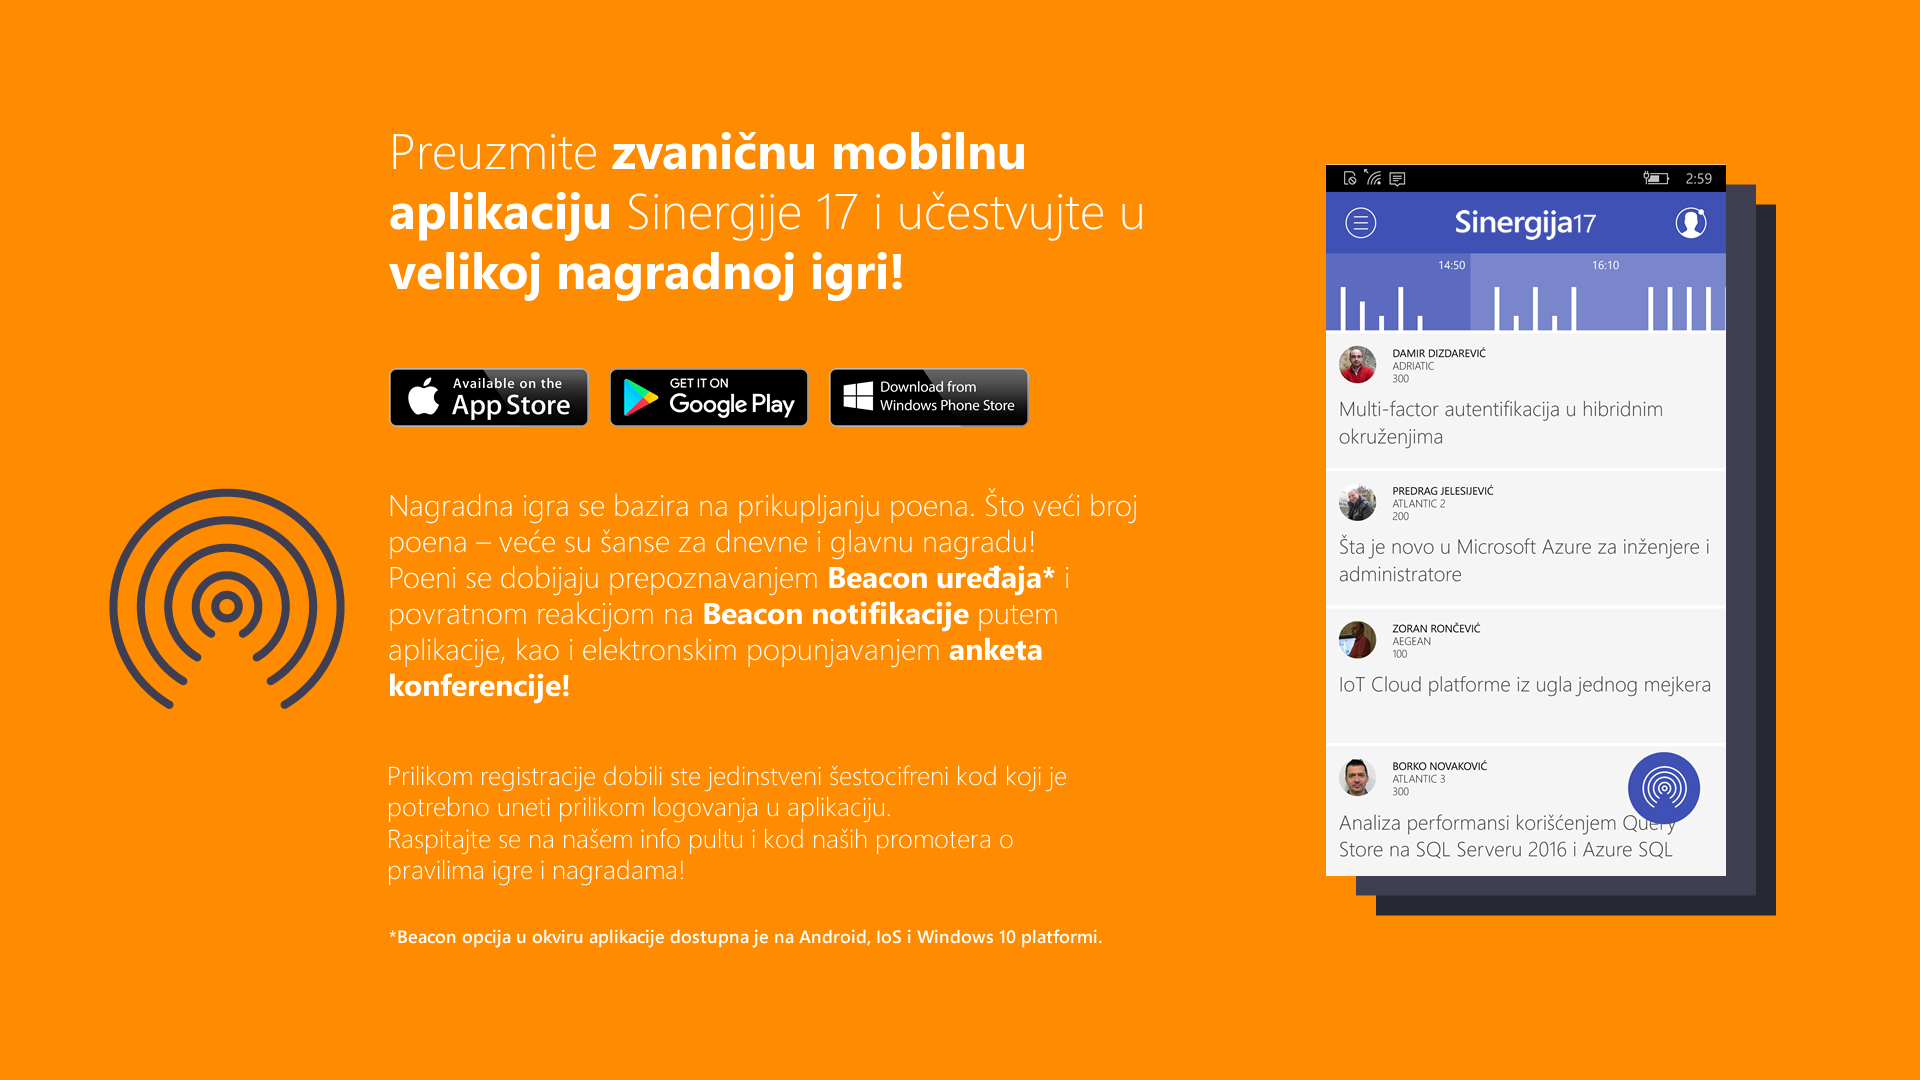 Preuzmite zvaničnu mobilnu
aplikaciju Sinergije 17 i učestvujte u
velikoj nagradnoj igri!
Available on the
App Store
GET IT ON
Google Play
Download from
Windows Phone Store
Nagradna igra se bazira na prikupljanju poena. Što veći broj
poena – veće su šanse za dnevne i glavnu nagradu!
Poeni se dobijaju prepoznavanjem Beacon uređaja* i
povratnom reakcijom na Beacon notifikacije putem
aplikacije, kao i elektronskim popunjavanjem anketa
konferencije!
Prilikom registracije dobili ste jedinstveni šestocifreni kod koji je
potrebno uneti prilikom logovanja u aplikaciju.
Raspitajte se na našem info pultu i kod naših promotera o
pravilima igre i nagradama!
*Beacon opcija u okviru aplikacije dostupna je na Android, IoS i Windows 10 platformi.
2:59
Sinergija17
14:50 16:10
DAMIR DIZDAREVIĆ
ADRIATIC
300
Multi-factor autentifikacija u hibridnim
okruženjima
PREDRAG JELESIJEVIĆ
ATLANTIC 2
200
Šta je novo u Microsoft Azure za inženjere i
administratore
ZORAN RONČEVIĆ
AEGEAN
100
IoT Cloud platforme iz ugla jednog mejkera
BORKO NOVAKOVIĆ
ATLANTIC 3
300
Analiza performansi korišćenjem Query
Store na SQL Serveru 2016 i Azure SQL